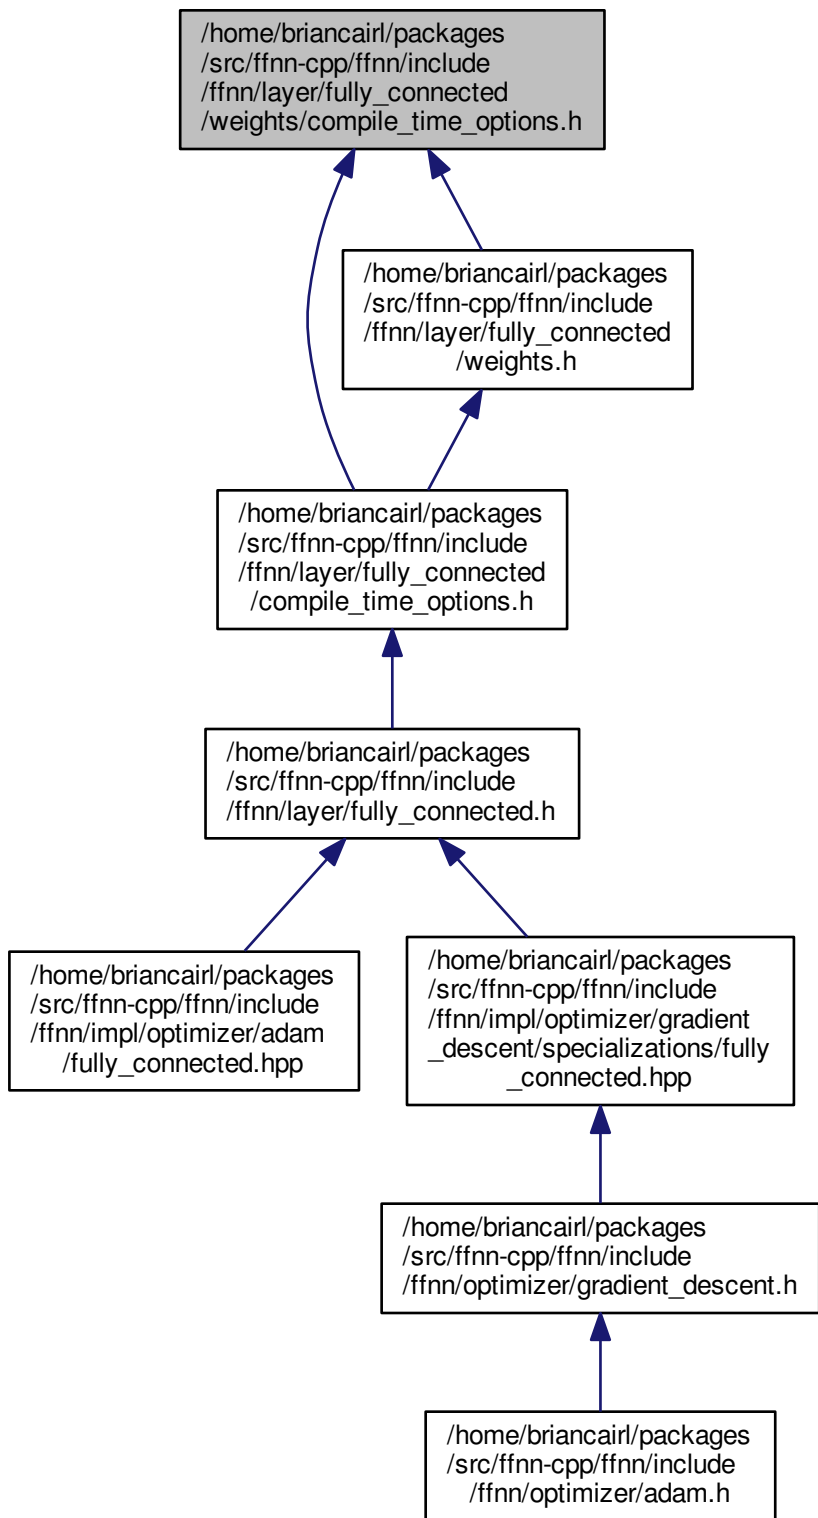 /home/briancairl/packages
/src/ffnn-cpp/ffnn/include
/ffnn/layer/fully_connected
/weights/compile_time_options.h
/home/briancairl/packages
/src/ffnn-cpp/ffnn/include
/ffnn/layer/fully_connected
/weights.h
/home/briancairl/packages
/src/ffnn-cpp/ffnn/include
/ffnn/layer/fully_connected
/compile_time_options.h
/home/briancairl/packages
/src/ffnn-cpp/ffnn/include
/ffnn/layer/fully_connected.h
/home/briancairl/packages
/src/ffnn-cpp/ffnn/include
/ffnn/impl/optimizer/adam
/fully_connected.hpp
/home/briancairl/packages
/src/ffnn-cpp/ffnn/include
/ffnn/impl/optimizer/gradient
_descent/specializations/fully
_connected.hpp
/home/briancairl/packages
/src/ffnn-cpp/ffnn/include
/ffnn/optimizer/gradient_descent.h
/home/briancairl/packages
/src/ffnn-cpp/ffnn/include
/ffnn/optimizer/adam.h